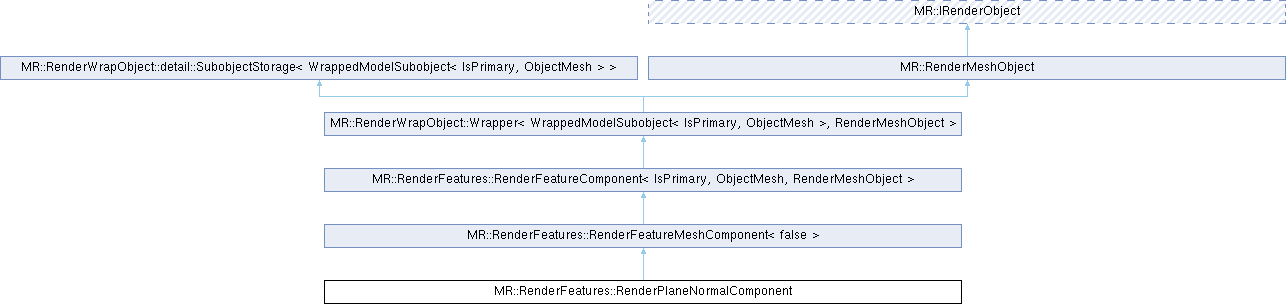 MR::IRenderObject
MR::RenderWrapObject::detail::SubobjectStorage< WrappedModelSubobject< IsPrimary, ObjectMesh > >
MR::RenderMeshObject
MR::RenderWrapObject::Wrapper< WrappedModelSubobject< IsPrimary, ObjectMesh >, RenderMeshObject >
MR::RenderFeatures::RenderFeatureComponent< IsPrimary, ObjectMesh, RenderMeshObject >
MR::RenderFeatures::RenderFeatureMeshComponent< false >
MR::RenderFeatures::RenderPlaneNormalComponent